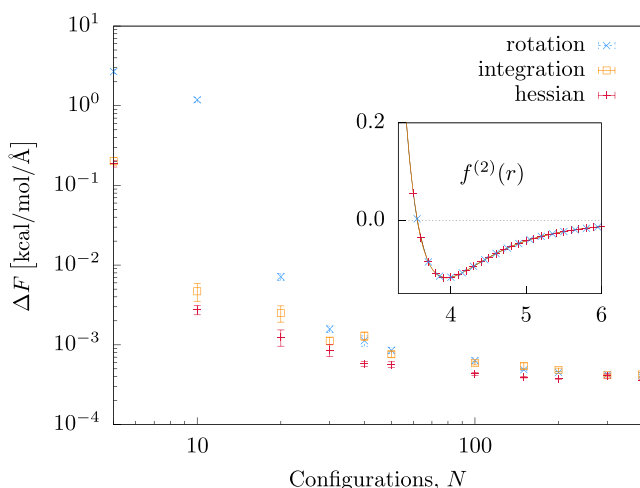 10^1
rotation
integration
hessian
10^0
0.2
f^(2)(r)
10^-1
0.0
ΔF [kcal/mol/Å]
10^-2
4 5 6
10^-3
10^-4
10 100
Configurations, N